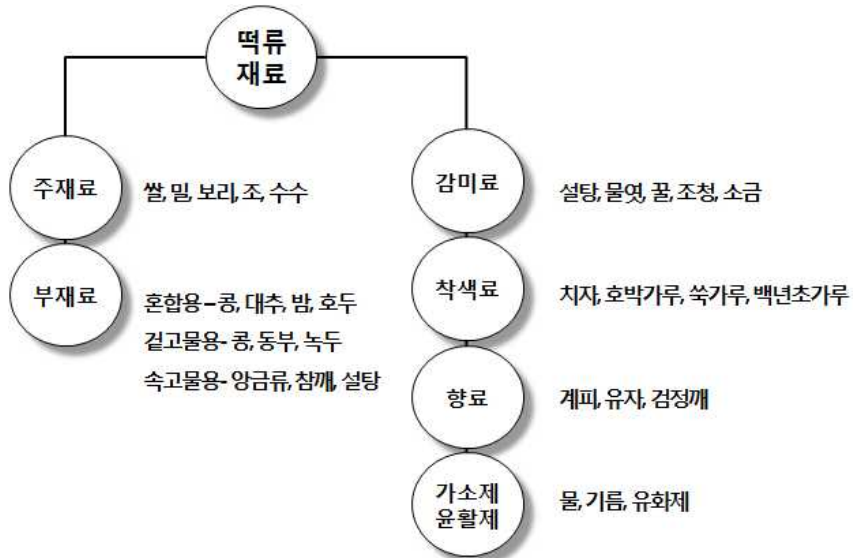 떡류
재료
주재료
쌀, 밀, 보리, 조, 수수
부재료
혼합용 – 콩, 대추, 밤, 호두
겉고물용- 콩, 동부, 녹두
속고물용- 앙금류, 참깨, 설탕
감미료
설탕, 물엿, 꿀, 조청, 소금
착색료
치자, 호박가루, 쑥가루, 백년초가루
향료
계피, 유자, 검정깨
가소제
윤활제
물, 기름, 유화제